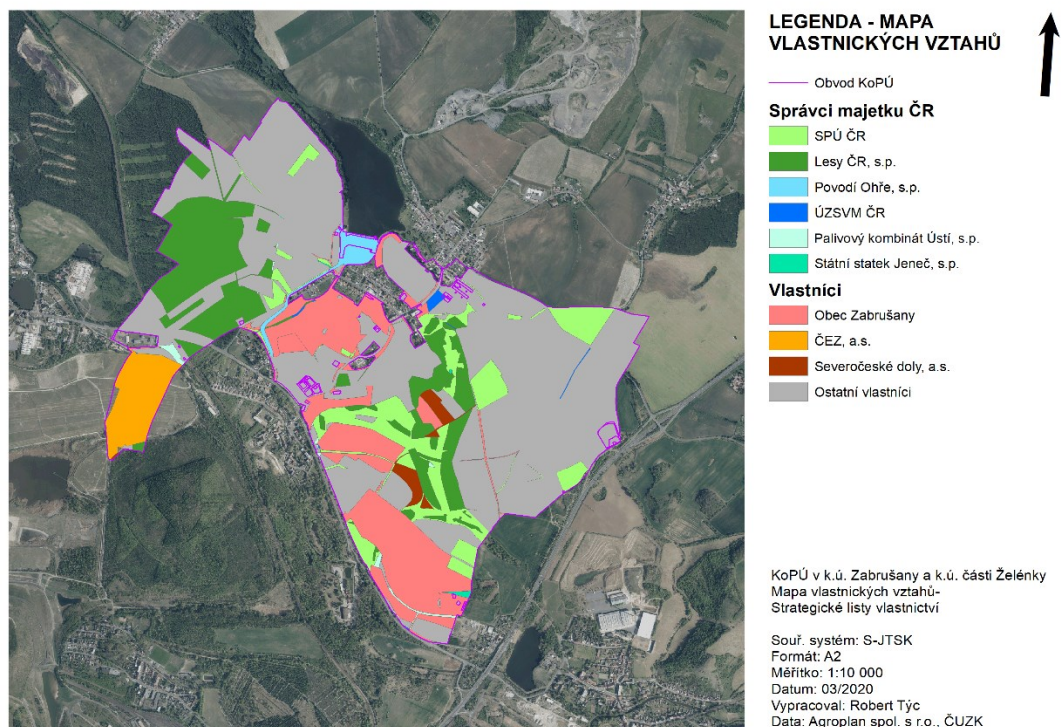 LEGENDA - MAPA
VLASTNICKÝCH VZTAHŮ
Obvod KoPÚ
Správci majetku ČR
SPÚ ČR
Lesy ČR, s.p.
Povodí Ohře, s.p.
ÚZSVM ČR
Palivový kombinát Ústí, s.p.
Státní statek Jeneč, s.p.
Vlastníci
Obec Zabrušany
ČEZ, a.s.
Severočeské doly, a.s.
Ostatní vlastníci
KoPÚ v k.ú. Zabrušany a k.ú. části Želénky
Mapa vlastnických vztahů-
Strategické listy vlastnictví
Souř. systém: S-JTSK
Formát: A2
Měřítko: 1:10 000
Datum: 03/2020
Vypracoval: Robert Týc
Data: Agroplan spol. s r.o., ČUZK